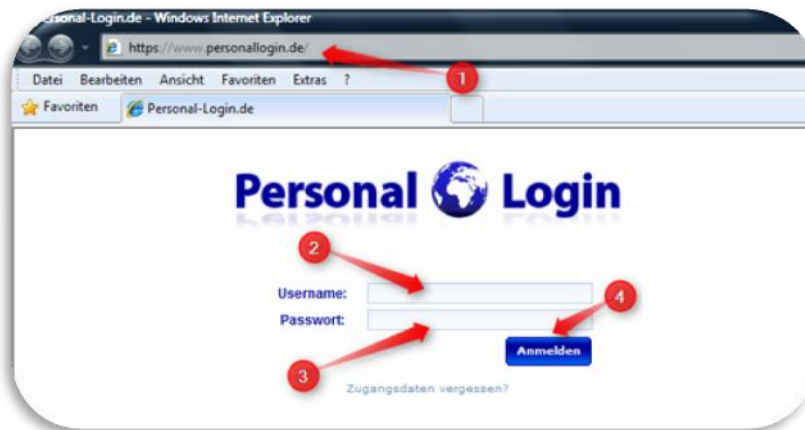 Personal-Login.de - Windows Internet Explorer
https://www.personallogin.de/
1
Datei Bearbeiten Ansicht Favoriten Extras ?
Favoriten Personal-Login.de
Personal Login
2
Username:
4
Passwort:
Anmelden
3
Zugangsdaten vergessen?